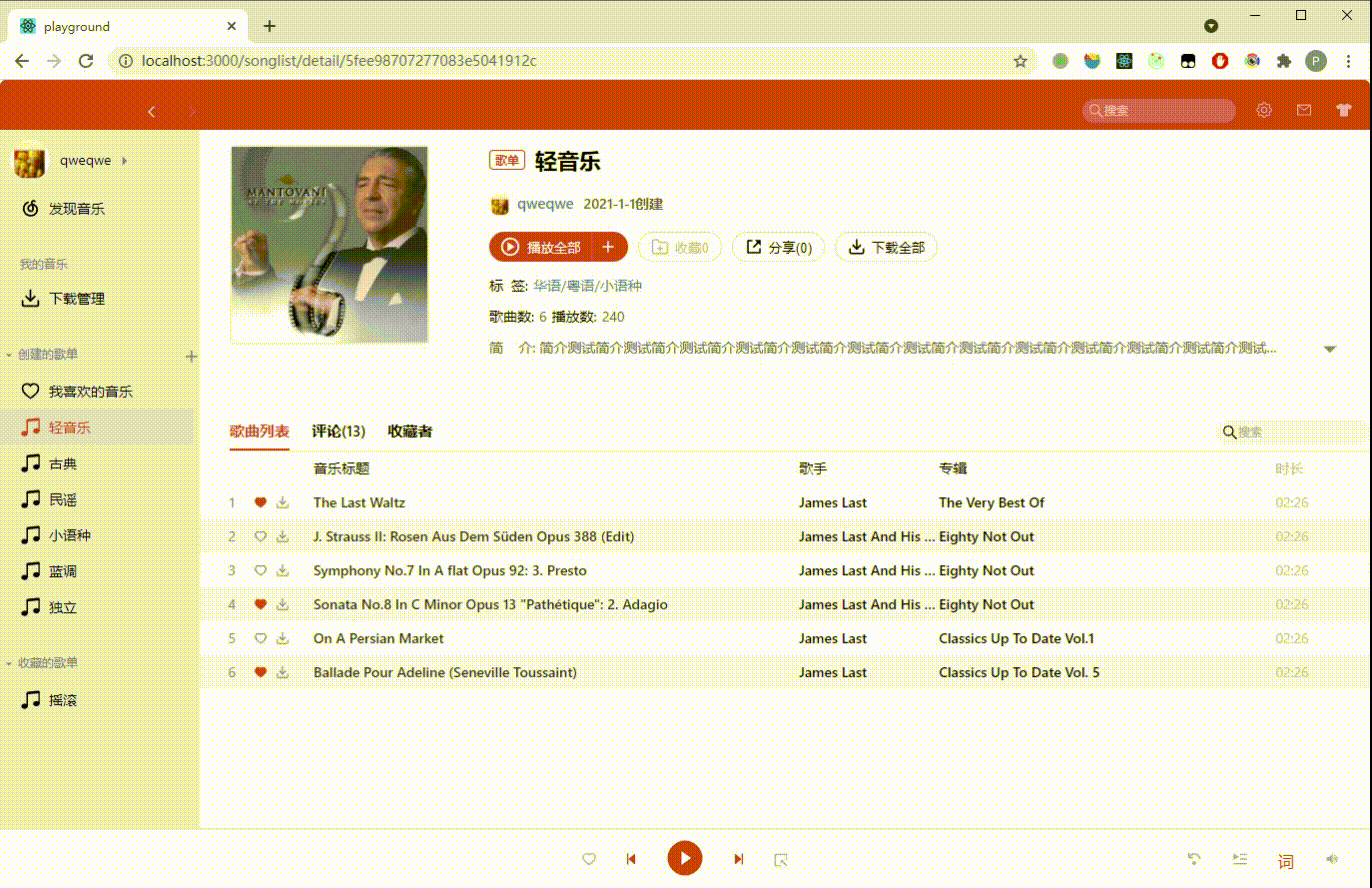 playground
localhost:3000/songlist/detail/5fee98707277083e5041912c
P
搜索
qweqwe
发现音乐
我的音乐
下载管理
创建的歌单
我喜欢的音乐
轻音乐
古典
民谣
小语种
蓝调
独立
收藏的歌单
摇滚
MANTOVANI
歌单 轻音乐
qweqwe 2021-1-1创建
播放全部 收藏0 分享(0) 下载全部
标 签: 华语/粤语/小语种
歌曲数: 6 播放数: 240
简 介: 简介测试简介测试简介测试简介测试简介测试简介测试简介测试简介测试简介测试简介测试简介测试简介测试简介测试...
歌曲列表 评论(13) 收藏者 搜索
音乐标题 歌手 专辑 时长
1 The Last Waltz James Last The Very Best Of 02:26
2 J. Strauss II: Rosen Aus Dem Süden Opus 388 (Edit) James Last And His ... Eighty Not Out 02:26
3 Symphony No.7 In A flat Opus 92: 3. Presto James Last And His ... Eighty Not Out 02:26
4 Sonata No.8 In C Minor Opus 13 "Pathétique": 2. Adagio James Last And His ... Eighty Not Out 02:26
5 On A Persian Market James Last Classics Up To Date Vol.1 02:26
6 Ballade Pour Adeline (Seneville Toussaint) James Last Classics Up To Date Vol. 5 02:26
词